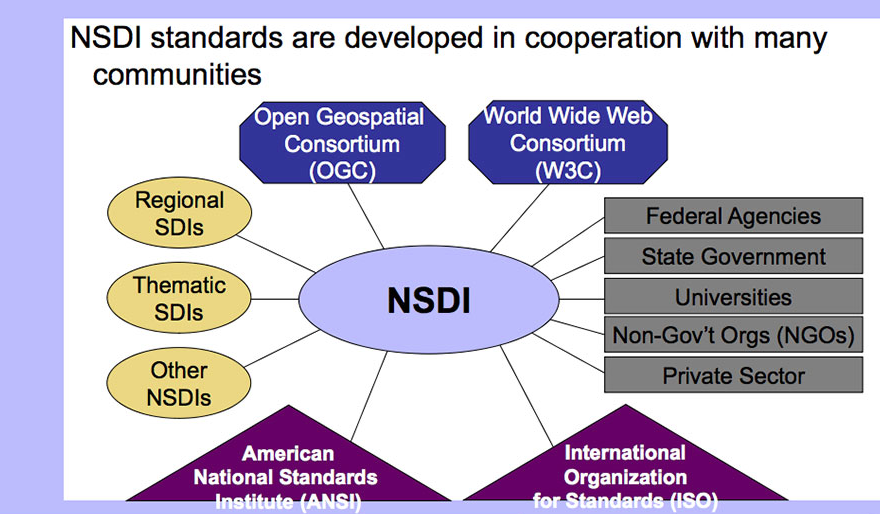 NSDI standards are developed in cooperation with many
communities
Open Geospatial
Consortium
(OGC)
World Wide Web
Consortium
(W3C)
Regional
SDIs
Thematic
SDIs
Other
NSDIs
NSDI
Federal Agencies
State Government
Universities
Non-Gov’t Orgs (NGOs)
Private Sector
American
National Standards
Institute (ANSI)
International
Organization
for Standards (ISO)